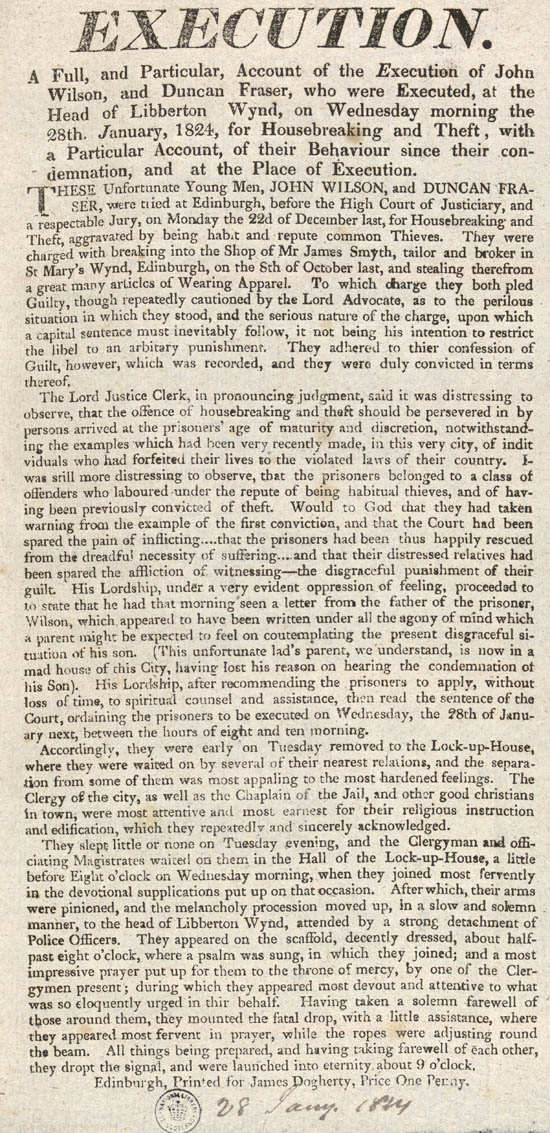 EXECUTION.
A Full, and Particular, Account of the Execution of John
Wilson, and Duncan Fraser, who were Executed, at the
Head of Libberton Wynd, on Wednesday morning the
28th. January, 1824, for Housebreaking and Theft, with
a Particular Account, of their Behaviour since their con-
demnation, and at the Place of Execution.
THESE Unfortunate Young Men, JOHN WILSON, and DUNCAN FRA-
SER, were tried at Edinburgh, before the High Court of Justiciary, and
a respectable Jury, on Monday the 22d of December last, for Housebreaking and
Theft, aggravated by being habit and repute common Thieves. They were
charged with breaking into the Shop of Mr James Smyth, tailor and broker in
St Mary's Wynd, Edinburgh, on the 8th of October last, and stealing therefrom
a great many articles of Wearing Apparel. To which charge they both pled
Guilty, though repeatedly cautioned by the Lord Advocate, as to the perilous
situation in which they stood, and the serious nature of the charge, upon which
a capital sentence must inevitably follow, it not being his intention to restrict
the libel to an arbitary punishment. They adhered to thier confession of
Guilt, however, which was recorded, and they were duly convicted in terms
thereof.
The Lord Justice Clerk, in pronouncing judgment, said it was distressing to
observe, that the offence of housebreaking and theft should be persevered in by
persons arrived at the prisoners' age of maturity and discretion, notwithstand-
ing the examples which had been very recently made, in this very city, of indit
viduals who had forfeited their lives to the violated laws of their country. I-
was still more distressing to observe, that the prisoners belonged to a class of
offenders who laboured under the repute of being habitual thieves, and of hav-
ing been previously convicted of theft. Would to God that they had taken
warning from the example of the first conviction, and that the Court had been
spared the pain of inflicting....that the prisoners had been thus happily rescued
from the dreadful necessity of suffering....and that their distressed relatives had
been spared the affliction of witnessing—the disgraceful punishment of their
guilt. His Lordship, under a very evident oppression of feeling, proceeded to
to state that he had that morning seen a letter from the father of the prisoner,
Wilson, which appeared to have been written under all the agony of mind which
a parent might be expected to feel on coutemplating the present disgraceful si-
tuation of his son. (This unfortunate lad's parent, we understand, is now in a
mad house of this City, having lost his reason on hearing the condemnation of
his Son). His Lordship, after recommending the prisoners to apply, without
loss of time, to spiritual counsel and assistance, then read the sentence of the
Court, ordaining the prisoners to be executed on Wednesday, the 28th of Janu-
ary next, between the hours of eight and ten morning.
Accordingly, they were early on Tuesday removed to the Lock-up-House,
where they were waited on by several of their nearest relations, and the separa-
tion from some of them was most appaling to the most hardened feelings. The
Clergy of the city, as well as the Chaplain of the Jail, and other good christians
in town, were most attentive and most earnest for their religious instruction
and edification, which they repeatedly and sincerely acknowledged.
They slept little or none on Tuesday evening, and the Clergyman and offi-
ciating Magistrates waited on them in the Hall of the Lock-up-House, a little
before Eight o'clock on Wednesday morning, when they joined most fervently
in the devotional supplications put up on that occasion. After which, their arms
were pinioned, and the melancholy procession moved up, in a slow and solemn
manner, to the head of Libberton Wynd, attended by a strong detachment of
Police Officers. They appeared on the scaffold, decently dressed, about half-
past eight o'clock, where a psalm was sung, in which they joined; and a most
impressive prayer put up for them to the throne of mercy, by one of the Cler-
gymen present; during which they appeared most devout and attentive to what
was so eloquently urged in thir behalf. Having taken a solemn farewell of
those around them, they mounted the fatal drop, with a little assistance, where
they appeared most fervent in prayer, while the ropes were adjusting round
the beam. All things being prepared, and having taking farewell of each other,
they dropt the signal, and were launched into eternity about 9 o'clock.
Edinburgh, Printed for James Dogherty, Price One Penny.
28 Jany. 1824